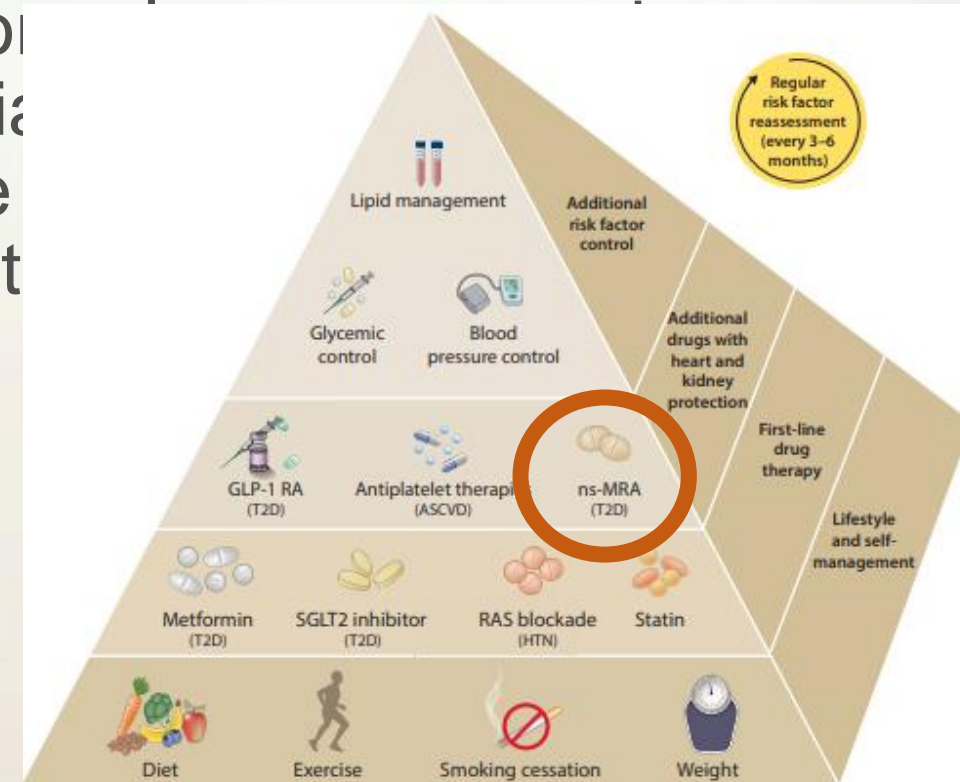 Regular
risk factor
reassessment
(every 3–6
months)
Lipid management
Additional
risk factor
control
Glycemic
control
Blood
pressure control
Additional
drugs with
heart and
kidney
protection
GLP-1 RA
(T2D)
Antiplatelet
(ASCVD)
ns-MRA
(T2D)
First-line
drug
therapy
Metformin
(T2D)
SGLT2 inhibitor
(T2D)
RAS blockade
(HTN)
Statin
Lifestyle
and self-
management
Diet
Exercise
Smoking cessation
Weight